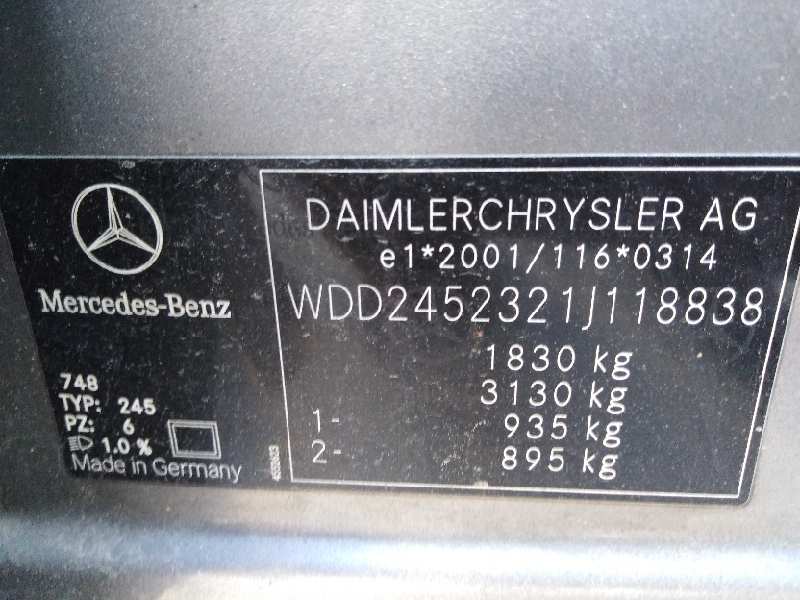 Mercedes-Benz
748
TYP: 245
PZ: 6
1.0 %
Made in Germany
DAIMLERCHRYSLER AG
e1*2001/116*0314
WDD2452321J118838
1830 kg
3130 kg
1- 935 kg
2- 895 kg